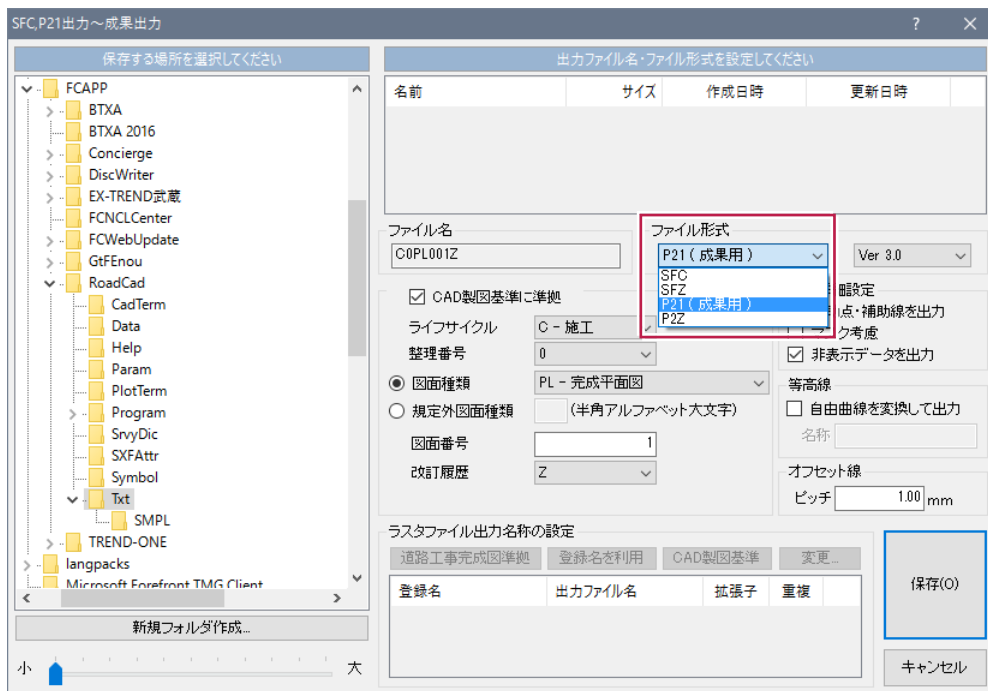 SFC,P21出力～成果出力
?
保存する場所を選択してください
FCAPP
BTXA
BTXA 2016
Concierge
DiscWriter
EX-TREND武蔵
FCNCLCenter
FCWebUpdate
GtFEnou
RoadCad
CadTerm
Data
Help
Param
PlotTerm
Program
SrvyDic
SXFAttr
Symbol
Txt
SMPL
TREND-ONE
langpacks
Microsoft Forefront TMG Client
新規フォルダ作成...
小 大
出力ファイル名・ファイル形式を設定してください
名前 サイズ 作成日時 更新日時
ファイル名
C0PL001Z
ファイル形式
P21 ( 成果用 )
SFC
SFZ
P21 ( 成果用 )
P2Z
Ver 3.0
CAD製図基準に準拠
ライフサイクル C - 施工
整理番号 0
図面種類 PL - 完成平面図
規定外図面種類 (半角アルファベット大文字)
図面番号 1
改訂履歴 Z
設定
点・補助線を出力
ク考慮
非表示データを出力
等高線
自由曲線を変換して出力
名称
オフセット線
ピッチ 1.00 mm
ラスタファイル出力名称の設定
道路工事完成図準拠 登録名を利用 CAD製図基準 変更...
登録名 出力ファイル名 拡張子 重複
保存(O)
キャンセル